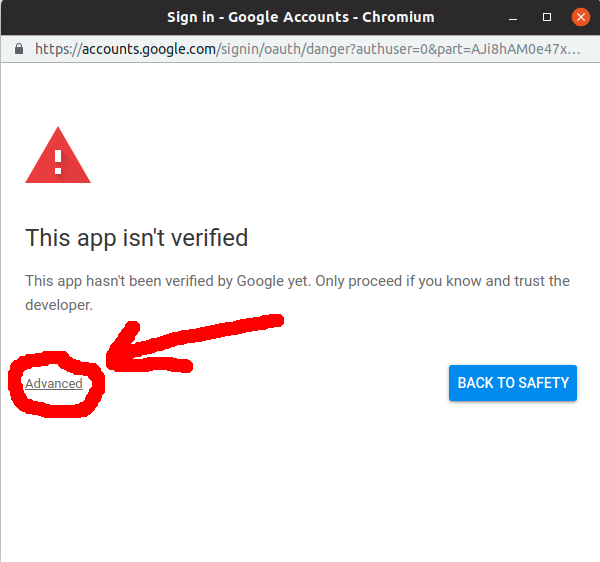 Sign in - Google Accounts - Chromium
https://accounts.google.com/signin/oauth/danger?authuser=0&part=AJi8hAM0e47x...
This app isn't verified
This app hasn't been verified by Google yet. Only proceed if you know and trust the
developer.
Advanced
BACK TO SAFETY